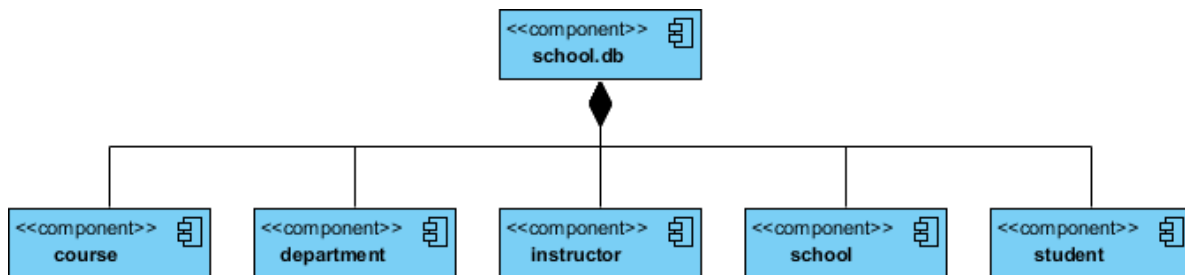 <<component>>
school.db
<<component>>
course
<<component>>
department
<<component>>
instructor
<<component>>
school
<<component>>
student